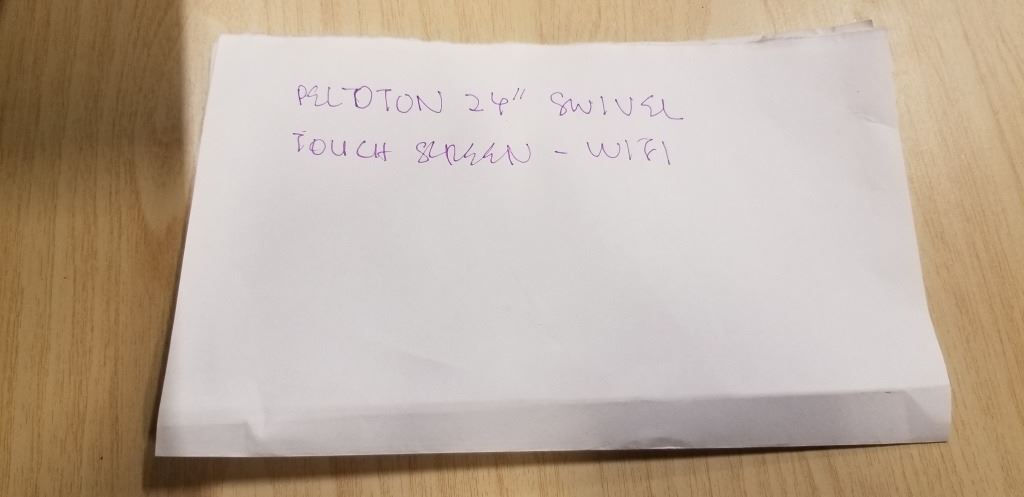 PELOTON 24" SWIVEL
TOUCH SCREEN - WIFI